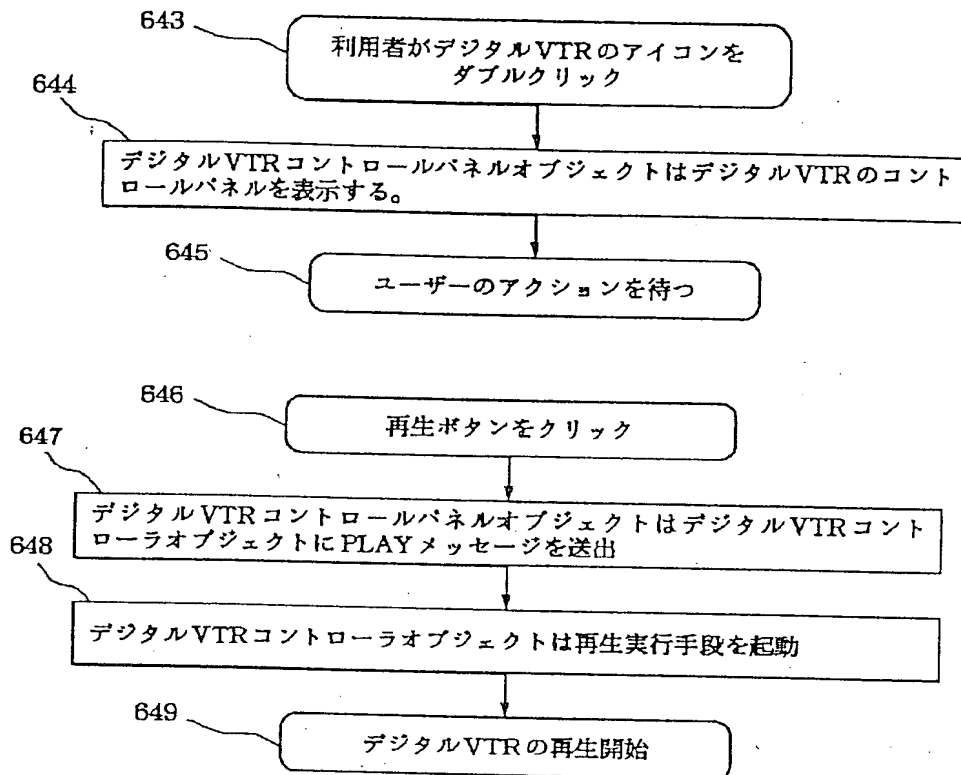 643
利用者がデジタルVTRのアイコンを
ダブルクリック
644
デジタルVTRコントロールパネルオブジェクトはデジタルVTRのコント
ロールパネルを表示する。
645
ユーザーのアクションを待つ
646
再生ボタンをクリック
647
デジタルVTRコントロールパネルオブジェクトはデジタルVTRコント
ローラオブジェクトにPLAYメッセージを送出
648
デジタルVTRコントローラオブジェクトは再生実行手段を起動
649
デジタルVTRの再生開始